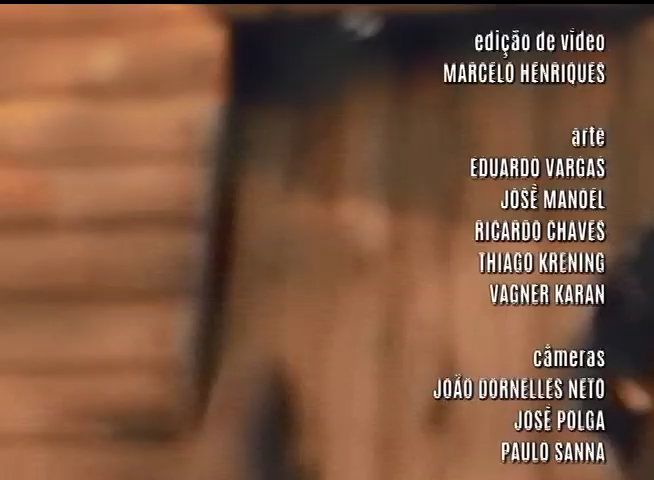 edição de vídeo
MARCELO HENRIQUES
arte
EDUARDO VARGAS
JOSÉ MANOEL
RICARDO CHAVES
THIAGO KRENING
VAGNER KARAN
câmeras
JOÃO DORNELLES NETO
JOSÉ POLGA
PAULO SANNA